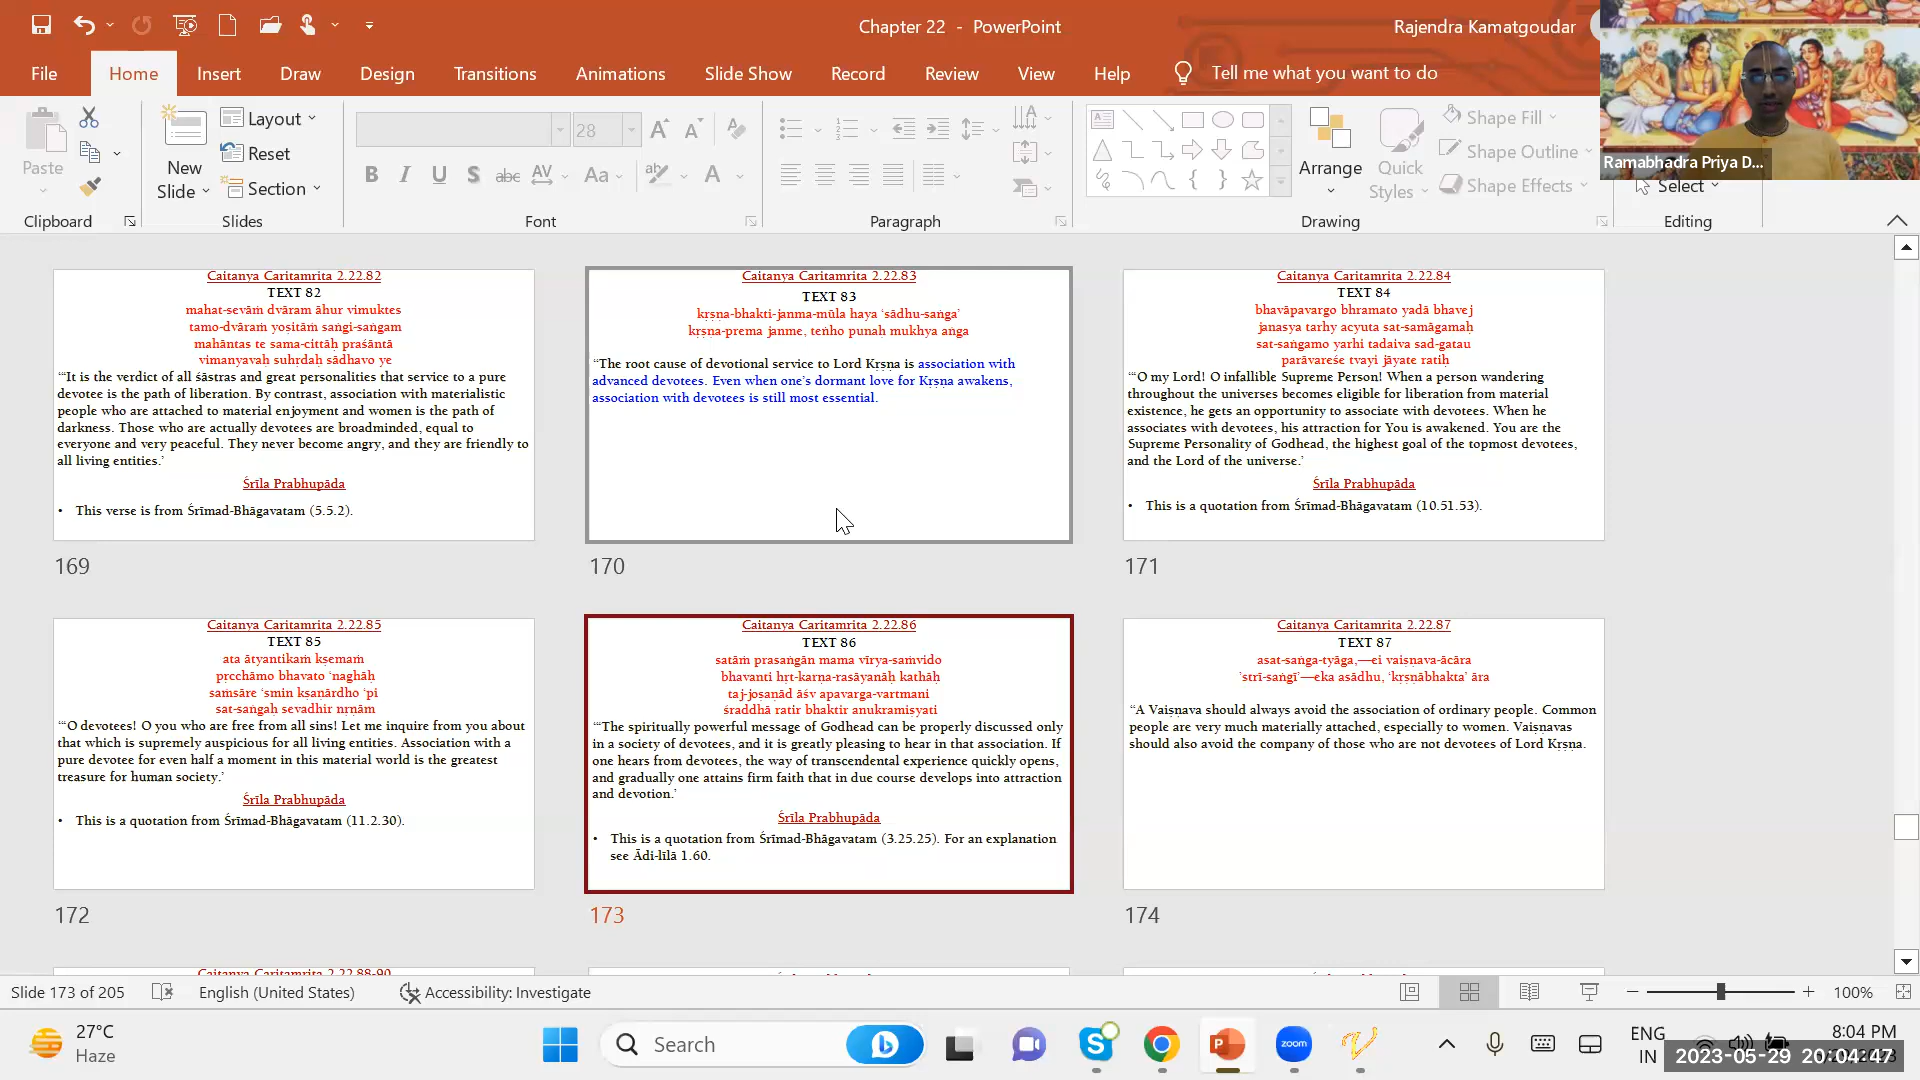 Chapter 22 - PowerPoint
Rajendra Kamatgoudar
File Home Insert Draw Design Transitions Animations Slide Show Record Review View Help Tell me what you want to do
Paste
New Slide
Layout
Reset
Section
28
Arrange
Quick Styles
Shape Fill
Shape Outline
Shape Effects
Ramabhadra Priya D...
Select
Clipboard Slides Font Paragraph Drawing Editing
Caitanya Caritamrita 2.22.82
TEXT 82
mahat-sevāṁ dvāram āhur vimuktes
tamo-dvāraṁ yoṣitāṁ saṅgi-saṅgam
mahāntas te sama-cittāḥ praśāntā
vimanyavaḥ suhṛdaḥ sādhavo ye
“‘It is the verdict of all śāstras and great personalities that service to a pure
devotee is the path of liberation. By contrast, association with materialistic
people who are attached to material enjoyment and women is the path of
darkness. Those who are actually devotees are broadminded, equal to
everyone and very peaceful. They never become angry, and they are friendly to
all living entities.’
Śrīla Prabhupāda
• This verse is from Śrīmad-Bhāgavatam (5.5.2).
169
Caitanya Caritamrita 2.22.83
TEXT 83
kṛṣṇa-bhakti-janma-mūla haya ‘sādhu-saṅga’
kṛṣṇa-prema janme, teṅho punaḥ mukhya aṅga
“The root cause of devotional service to Lord Kṛṣṇa is association with
advanced devotees. Even when one’s dormant love for Kṛṣṇa awakens,
association with devotees is still most essential.
170
Caitanya Caritamrita 2.22.84
TEXT 84
bhavāpavargo bhramato yadā bhavej
janasya tarhy acyuta sat-samāgamaḥ
sat-saṅgamo yarhi tadaiva sad-gatau
parāvareśe tvayi jāyate ratiḥ
“‘O my Lord! O infallible Supreme Person! When a person wandering
throughout the universes becomes eligible for liberation from material
existence, he gets an opportunity to associate with devotees. When he
associates with devotees, his attraction for You is awakened. You are the
Supreme Personality of Godhead, the highest goal of the topmost devotees,
and the Lord of the universe.’
Śrīla Prabhupāda
• This is a quotation from Śrīmad-Bhāgavatam (10.51.53).
171
Caitanya Caritamrita 2.22.85
TEXT 85
ata ātyantikaṁ kṣemaṁ
pṛcchāmo bhavato ‘naghāḥ
saṁsāre ‘smin kṣaṇārdho ‘pi
sat-saṅgaḥ sevadhir nṛṇām
“‘O devotees! O you who are free from all sins! Let me inquire from you about
that which is supremely auspicious for all living entities. Association with a
pure devotee for even half a moment in this material world is the greatest
treasure for human society.’
Śrīla Prabhupāda
• This is a quotation from Śrīmad-Bhāgavatam (11.2.30).
172
Caitanya Caritamrita 2.22.86
TEXT 86
satāṁ prasaṅgān mama vīrya-saṁvido
bhavanti hṛt-karṇa-rasāyanāḥ kathāḥ
taj-joṣaṇād āśv apavarga-vartmani
śraddhā ratir bhaktir anukramiṣyati
“‘The spiritually powerful message of Godhead can be properly discussed only
in a society of devotees, and it is greatly pleasing to hear in that association. If
one hears from devotees, the way of transcendental experience quickly opens,
and gradually one attains firm faith that in due course develops into attraction
and devotion.’
Śrīla Prabhupāda
• This is a quotation from Śrīmad-Bhāgavatam (3.25.25). For an explanation
see Ādi-līlā 1.60.
173
Caitanya Caritamrita 2.22.87
TEXT 87
asat-saṅga-tyāga,—ei vaiṣṇava-ācāra
’strī-saṅgī’—eka asādhu, ‘kṛṣṇābhakta’ āra
“A Vaiṣṇava should always avoid the association of ordinary people. Common
people are very much materially attached, especially to women. Vaiṣṇavas
should also avoid the company of those who are not devotees of Lord Kṛṣṇa.
174
Caitanya Caritamrita 2.22.88-90
Slide 173 of 205 English (United States) Accessibility: Investigate 100%
27°C
Haze
Search
zoom
ENG
IN
8:04 PM
2023-05-29 20:04:47